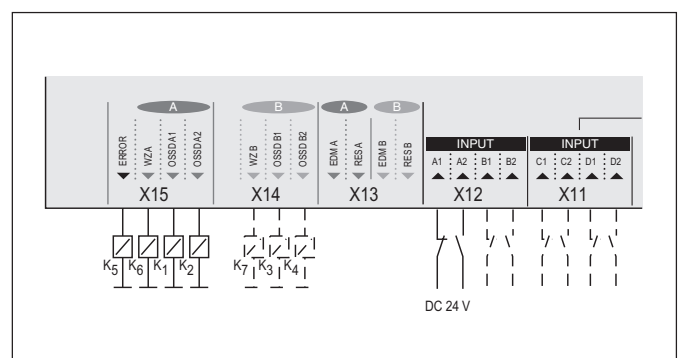 A B A B
ERROR WZ A OSSD A1 OSSD A2 WZ B OSSD B1 OSSD B2 EDM A RES A EDM B RES B
INPUT INPUT
A1 A2 B1 B2 C1 C2 D1 D2
X15 X14 X13 X12 X11
K5 K6 K1 K2 K7 K3 K4
DC 24 V